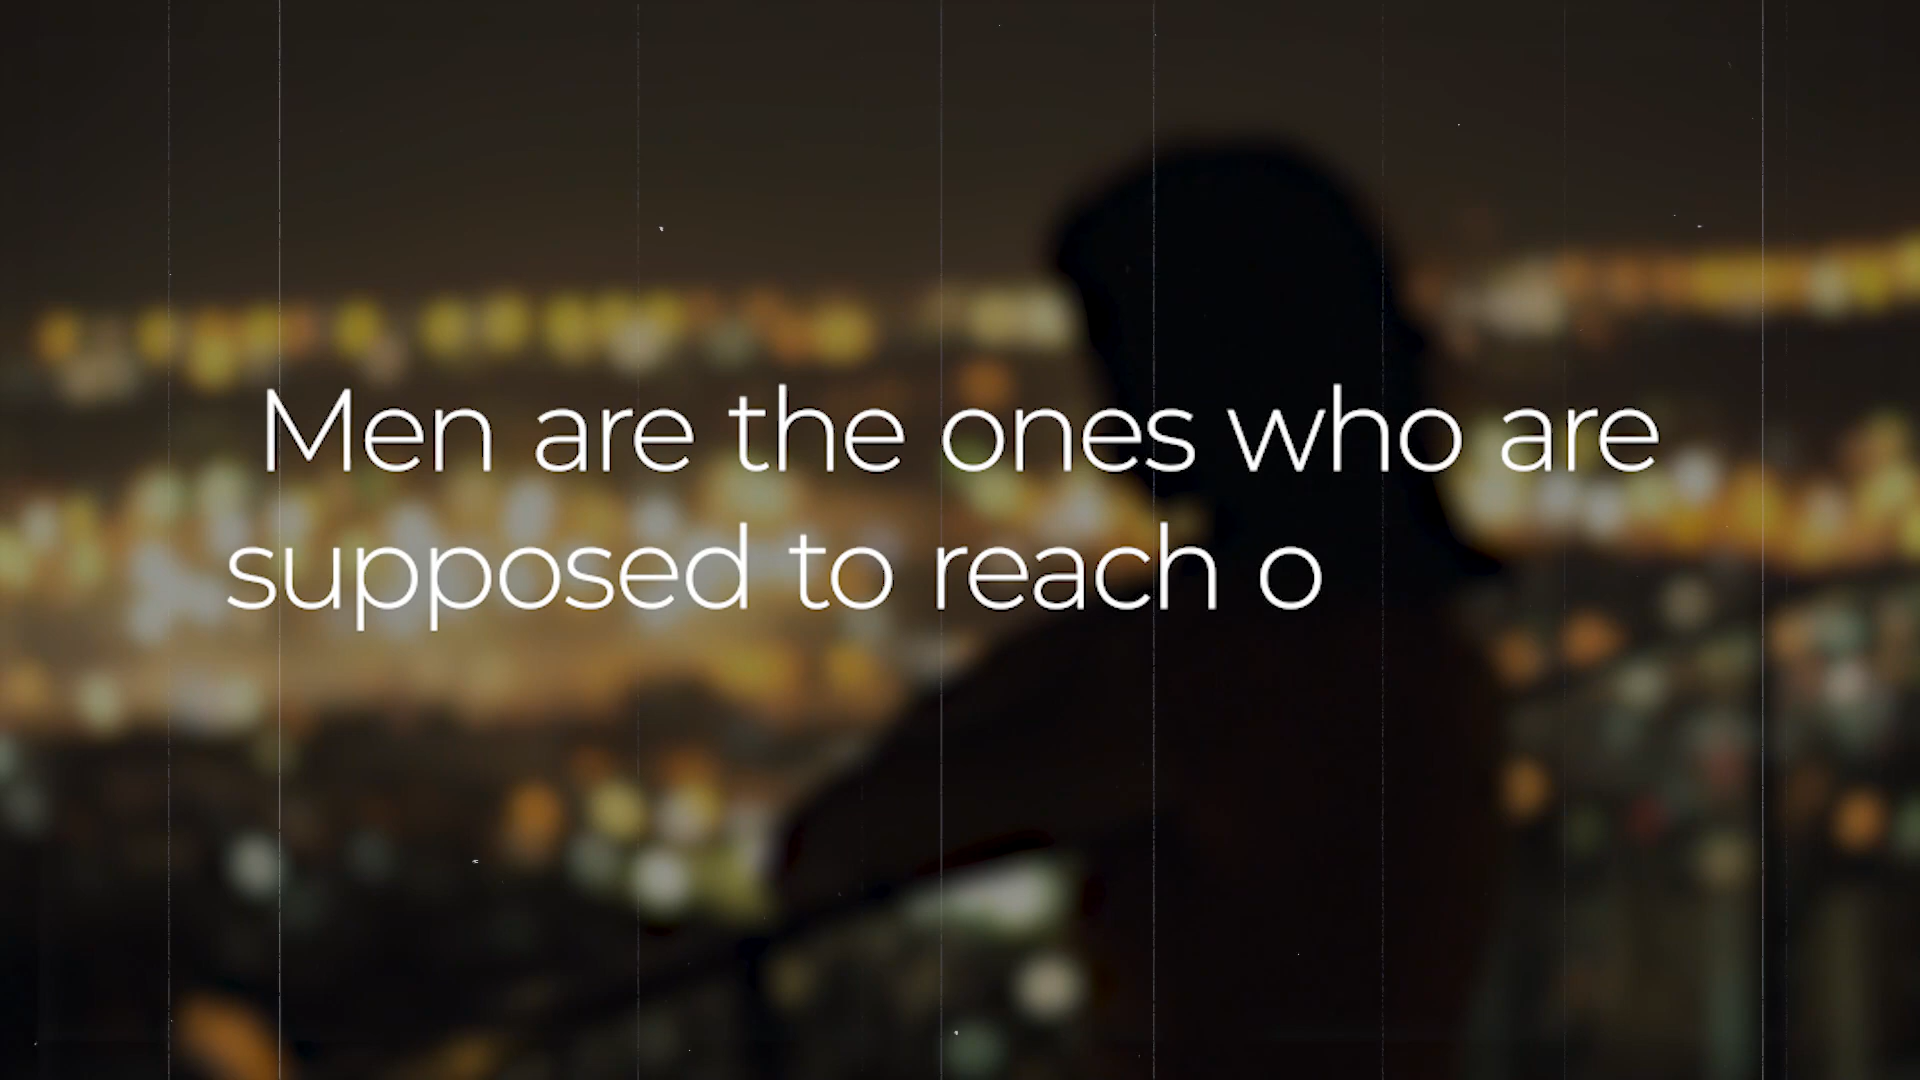 Men are the ones who are
supposed to reach o